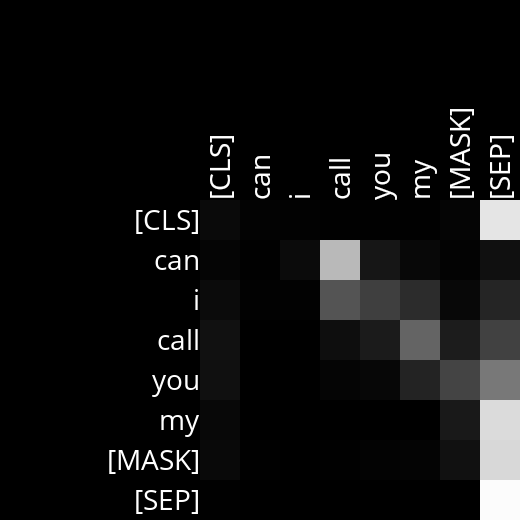 [CLS] can i call you my [MASK] [SEP]
[CLS]
can
i
call
you
my
[MASK]
[SEP]